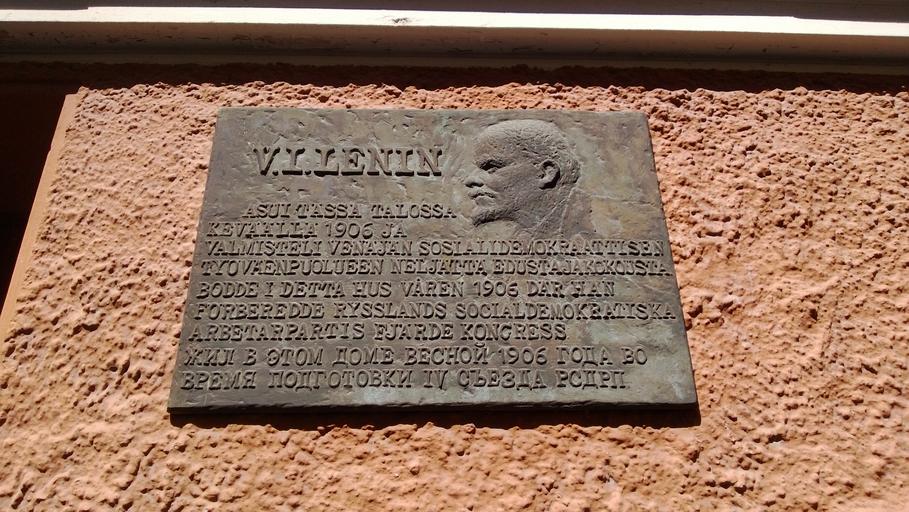 V.I.LENIN
ASUI TÄSSÄ TALOSSA
KEVÄÄLLÄ 1906 JA
VALMISTELI VENÄJÄN SOSIALIDEMOKRAATTISEN
TYÖVÄENPUOLUEEN NELJÄTTÄ EDUSTAJAKOKOUSTA
BODDE I DETTA HUS VÅREN 1906 DÄR HAN
FÖRBEREDDE RYSSLANDS SOCIALDEMOKRATISKA
ARBETARPARTIS FJÄRDE KONGRESS
ЖИЛ В ЭТОМ ДОМЕ ВЕСНОЙ 1906 ГОДА ВО
ВРЕМЯ ПОДГОТОВКИ IV СЪЕЗДА РСДРП